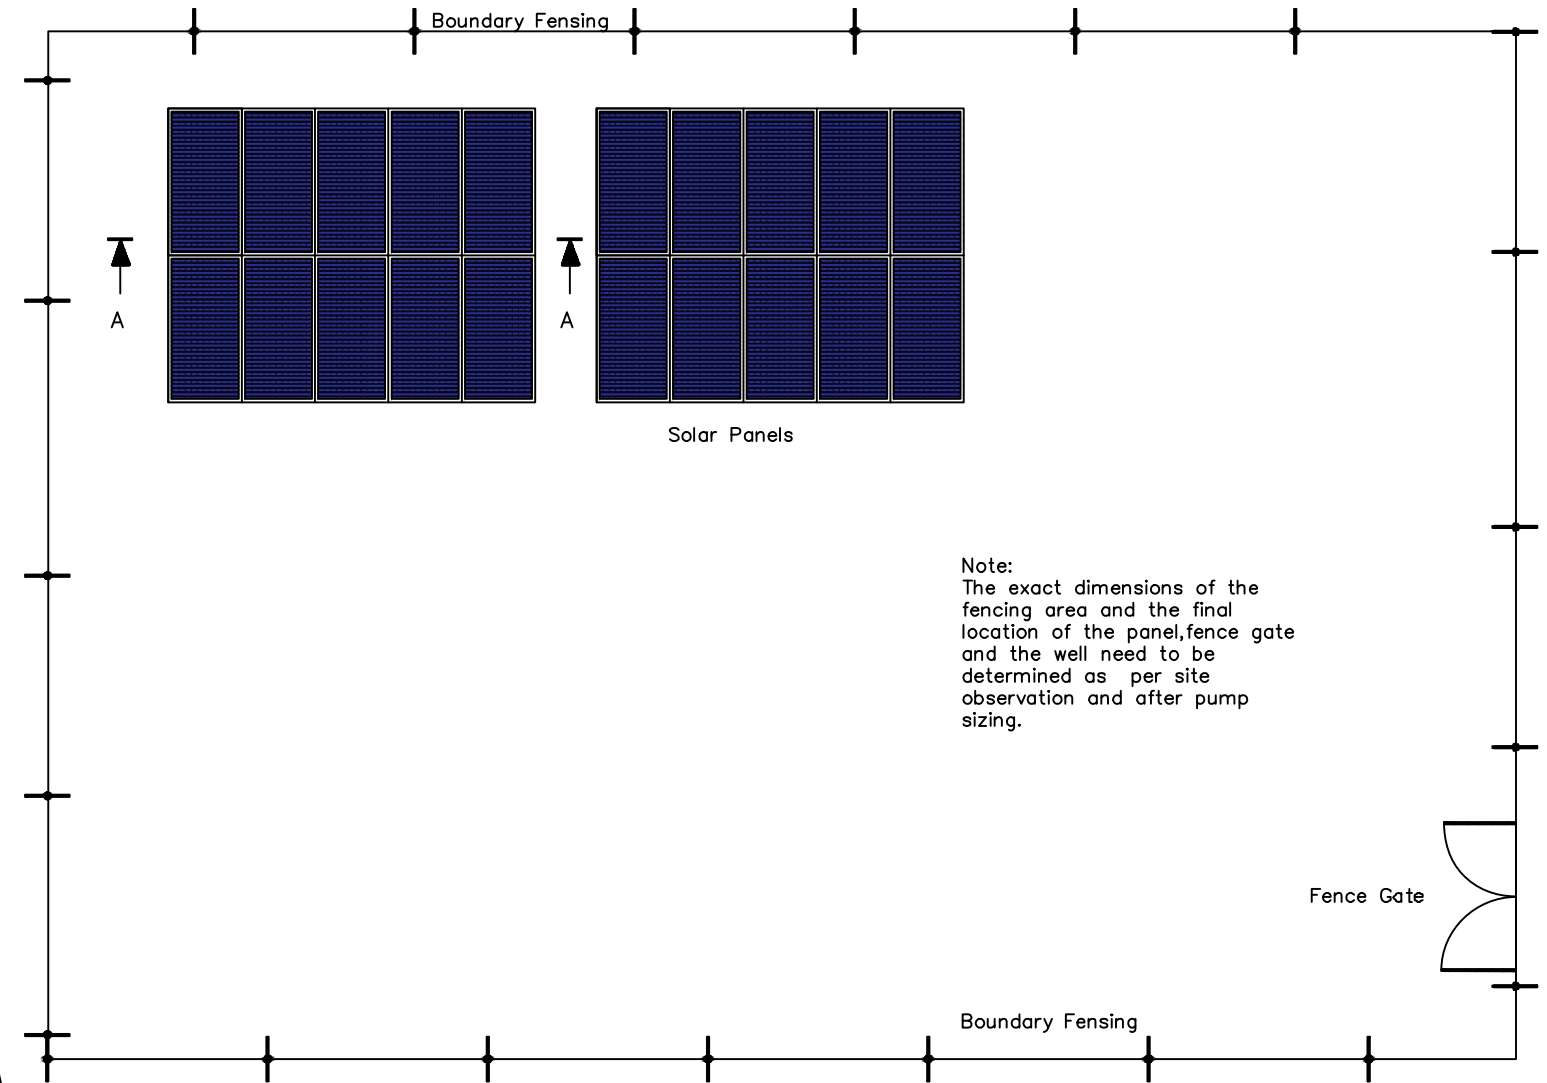 Boundary Fensing
A
A
Solar Panels
Note:
The exact dimensions of the
fencing area and the final
location of the panel,fence gate
and the well need to be
determined as  per site
observation and after pump
sizing.
Fence Gate
Boundary Fensing